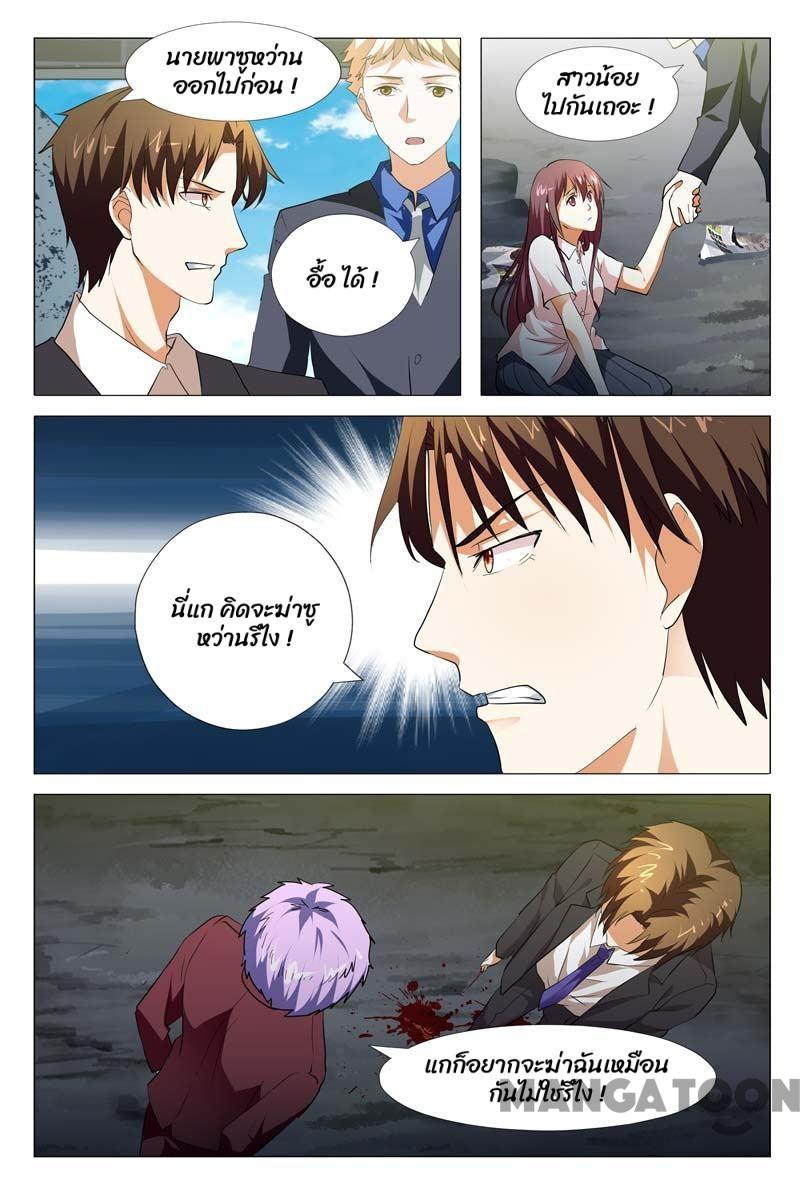 นายพาซูหว่าน
ออกไปก่อน !
อื้อ ได้ !
สาวน้อย
ไปกันเถอะ !
นี่แก คิดจะฆ่าซู
หว่านรึไง !
แกก็อยากจะฆ่าฉันเหมือน
กันไม่ใช่รึไง !
MANGATOON